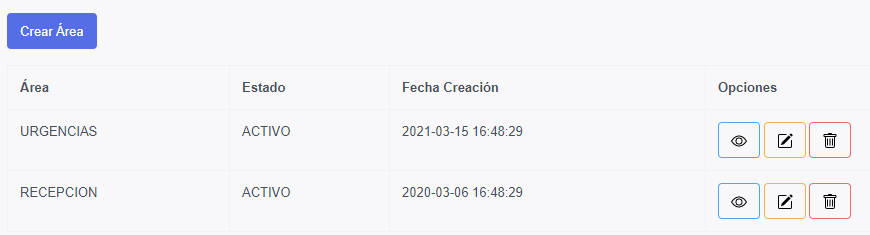 Crear Área
Área Estado Fecha Creación Opciones
URGENCIAS ACTIVO 2021-03-15 16:48:29
RECEPCION ACTIVO 2020-03-06 16:48:29